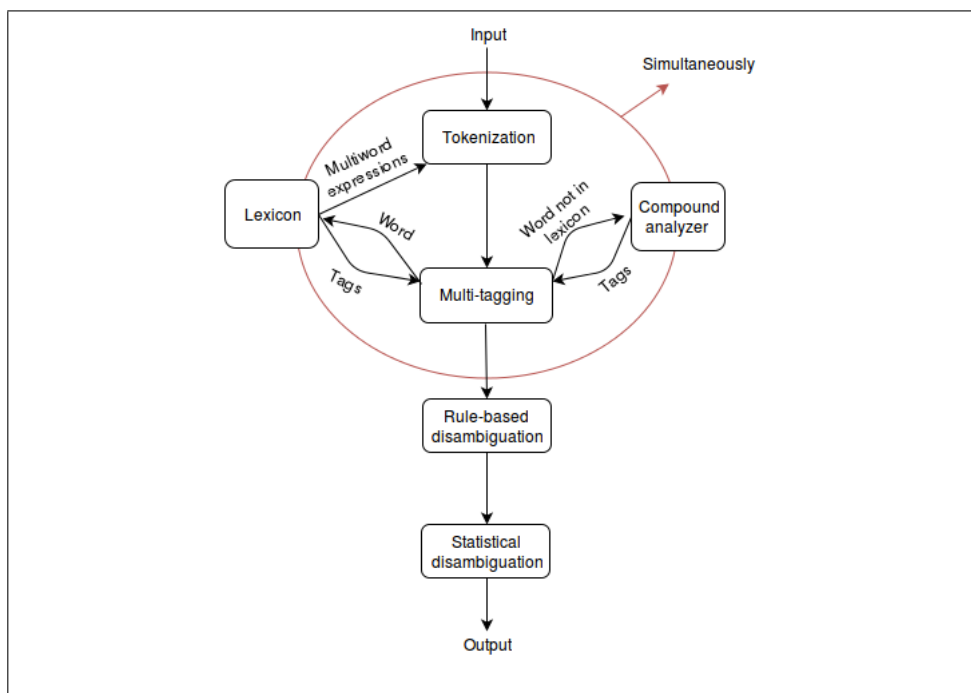 Input
Simultaneously
Tokenization
Multiword
expressions
Lexicon
Word
Tags
Word not in
lexicon
Compound
analyzer
Tags
Multi-tagging
Rule-based
disambiguation
Statistical
disambiguation
Output